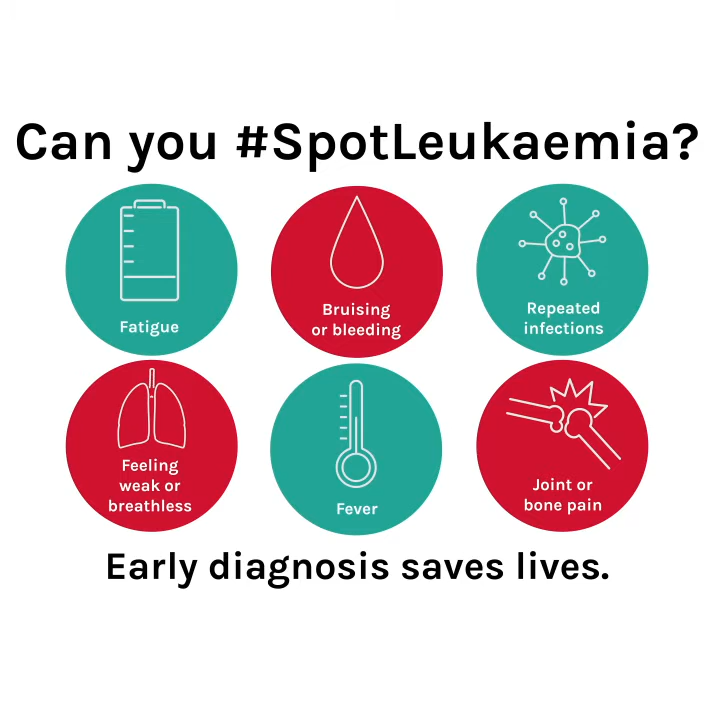 Can you #SpotLeukaemia?
Fatigue
Bruising
or bleeding
Repeated
infections
Feeling
weak or
breathless
Fever
Joint or
bone pain
Early diagnosis saves lives.